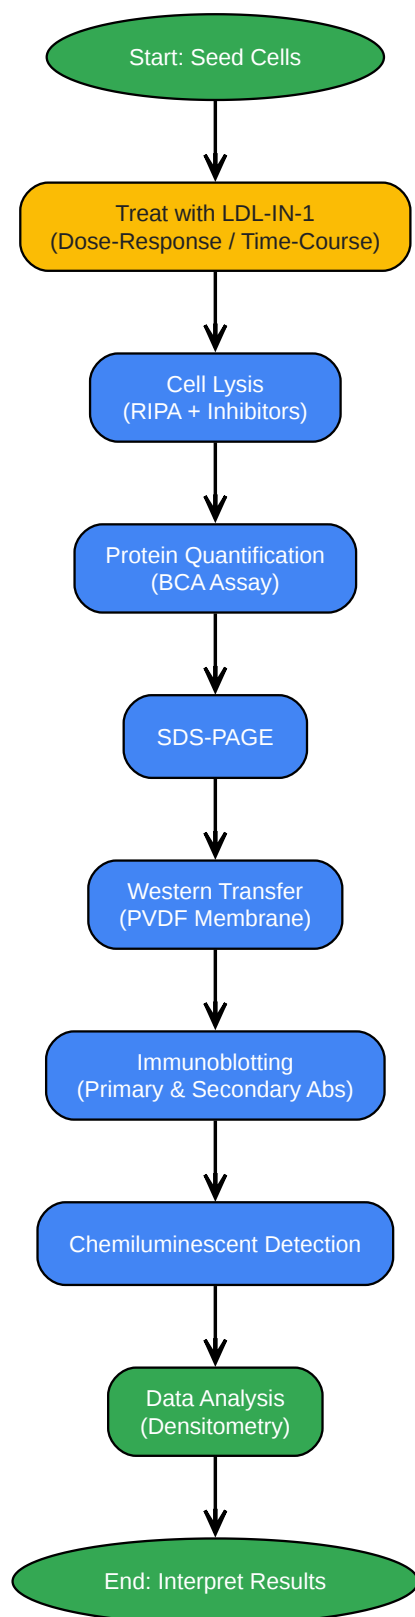 Start: Seed Cells
Treat with LDL-IN-1
(Dose-Response / Time-Course)
Cell Lysis
(RIPA + Inhibitors)
Protein Quantification
(BCA Assay)
SDS-PAGE
Western Transfer
(PVDF Membrane)
Immunoblotting
(Primary & Secondary Abs)
Chemiluminescent Detection
Data Analysis
(Densitometry)
End: Interpret Results